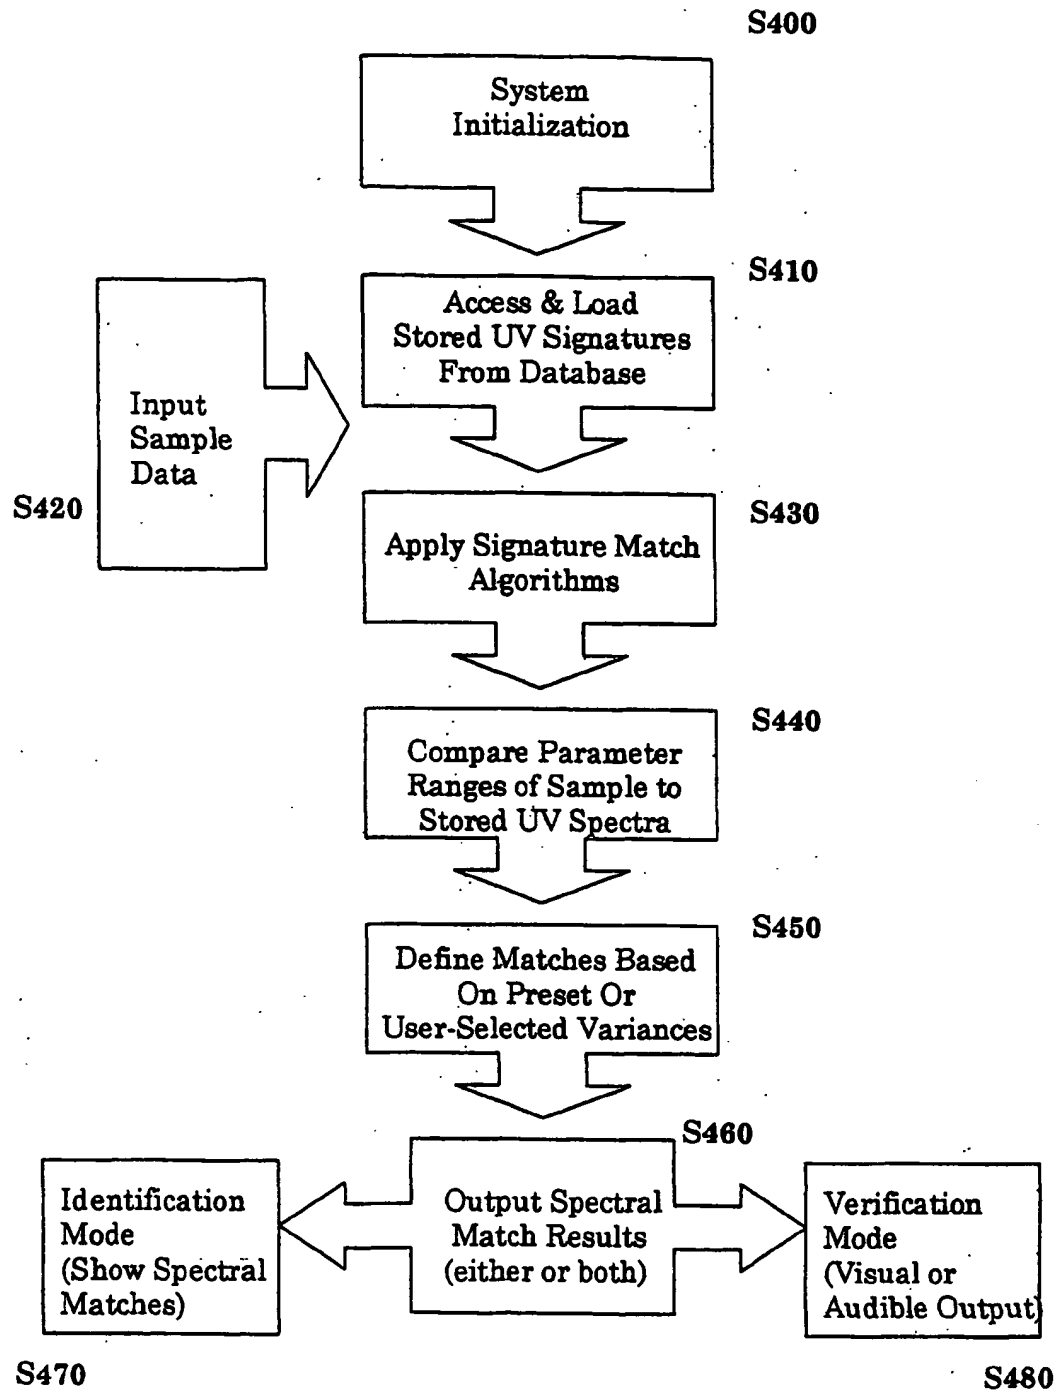 S400
System
Initialization
S410
Access & Load
Stored UV Signatures
From Database
Input
Sample
Data
S420
S430
Apply Signature Match
Algorithms
S440
Compare Parameter
Ranges of Sample to
Stored UV Spectra
S450
Define Matches Based
On Preset Or
User-Selected Variances
S460
Output Spectral
Match Results
(either or both)
Identification
Mode
(Show Spectral
Matches)
S470
Verification
Mode
(Visual or
Audible Output)
S480